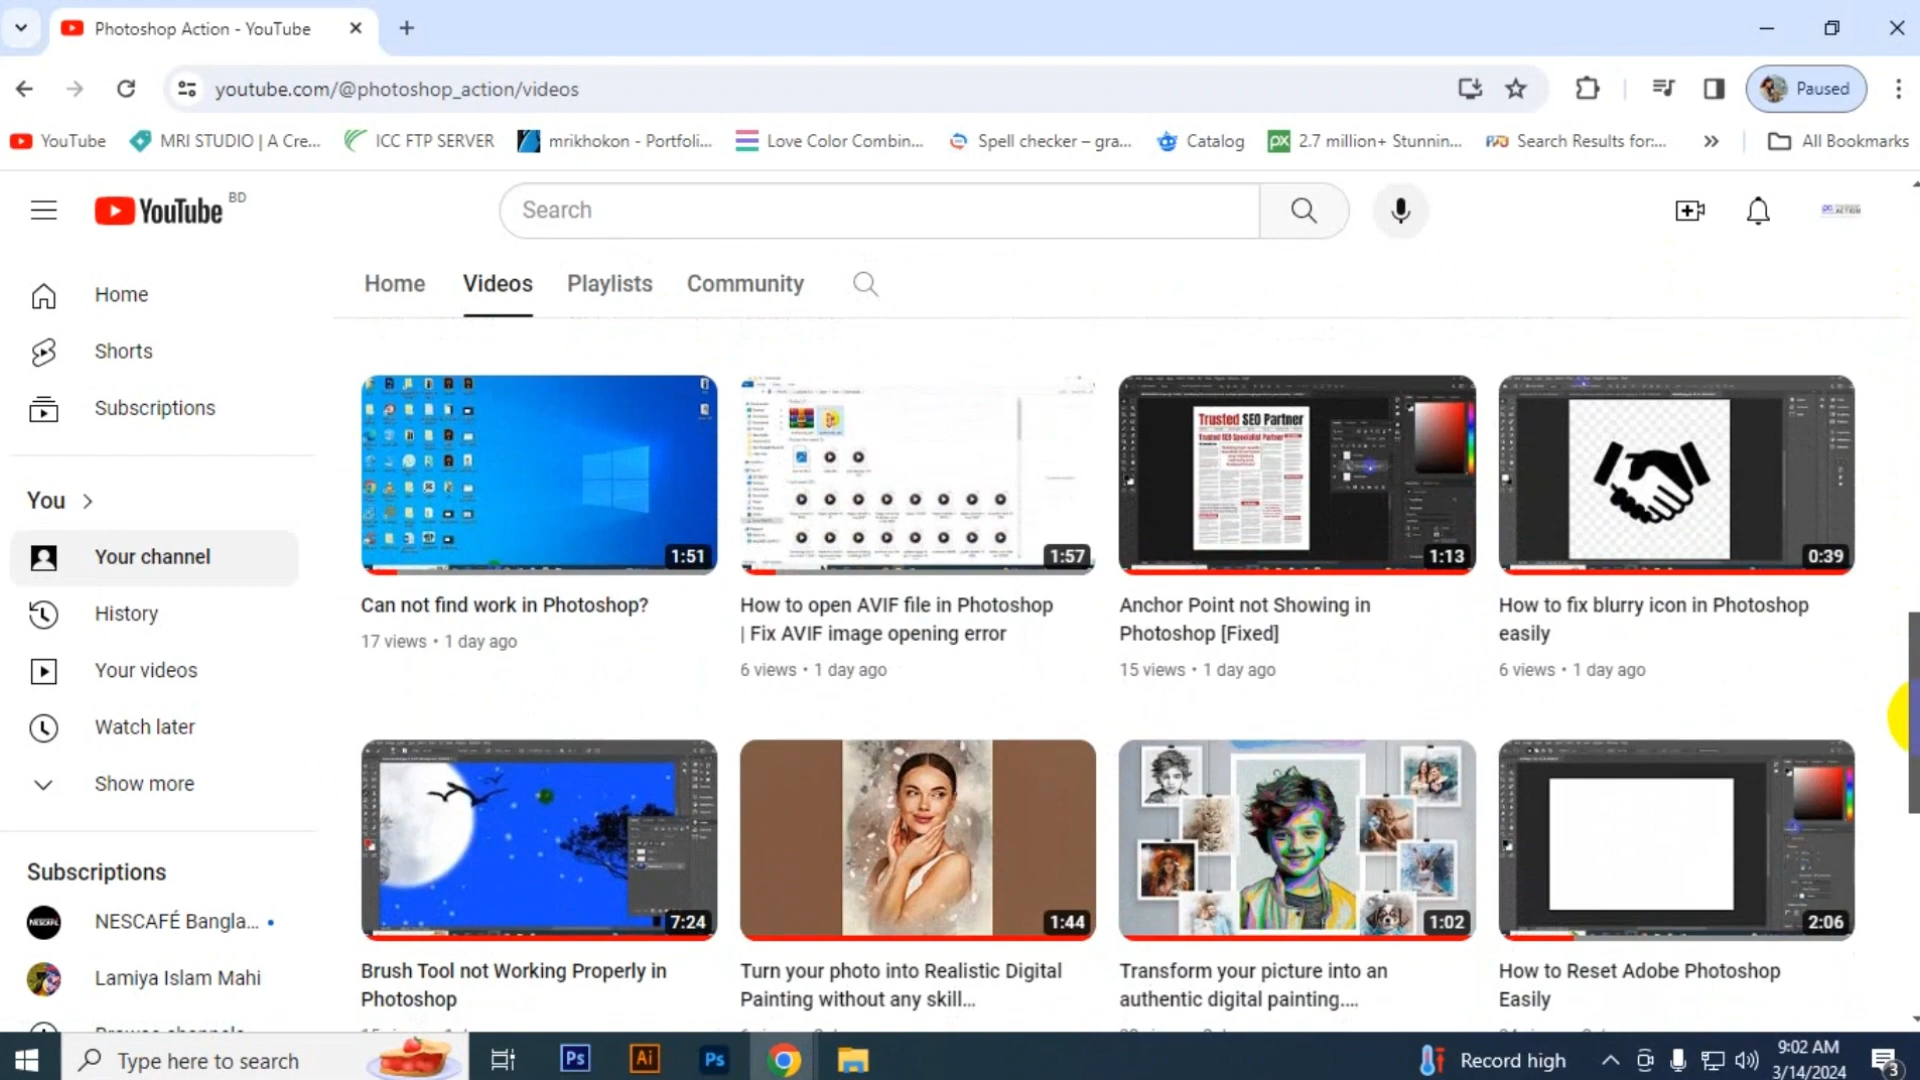 Photoshop Action - YouTube
youtube.com/@photoshop_action/videos
Paused
YouTube
MRI STUDIO | A Cre...
ICC FTP SERVER
mrikhokon - Portfoli...
Love Color Combin...
Spell checker – gra...
Catalog
px
2.7 million+ Stunnin...
Search Results for:...
All Bookmarks
YouTube BD
Search
Home
Videos
Playlists
Community
Home
Shorts
Subscriptions
You
Your channel
History
Your videos
Watch later
Show more
Subscriptions
NESCAFÉ Bangla...
Lamiya Islam Mahi
1:51
Can not find work in Photoshop?
17 views • 1 day ago
1:57
How to open AVIF file in Photoshop
| Fix AVIF image opening error
6 views • 1 day ago
Trusted SEO Partner
Trusted SEO Specialist Partner
1:13
Anchor Point not Showing in
Photoshop [Fixed]
15 views • 1 day ago
0:39
How to fix blurry icon in Photoshop
easily
6 views • 1 day ago
7:24
Brush Tool not Working Properly in
Photoshop
1:44
Turn your photo into Realistic Digital
Painting without any skill...
1:02
Transform your picture into an
authentic digital painting....
2:06
How to Reset Adobe Photoshop
Easily
Type here to search
Ps
Ai
Ps
Record high
9:02 AM
3/14/2024
3